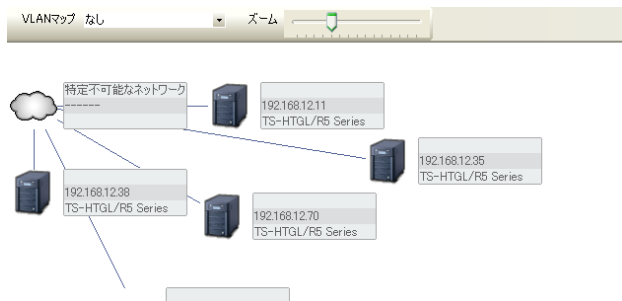 VLANマップ なし ズーム
特定不可能なネットワーク
------
192.168.12.11
TS-HTGL/R5 Series
192.168.12.35
TS-HTGL/R5 Series
192.168.12.38
TS-HTGL/R5 Series
192.168.12.70
TS-HTGL/R5 Series